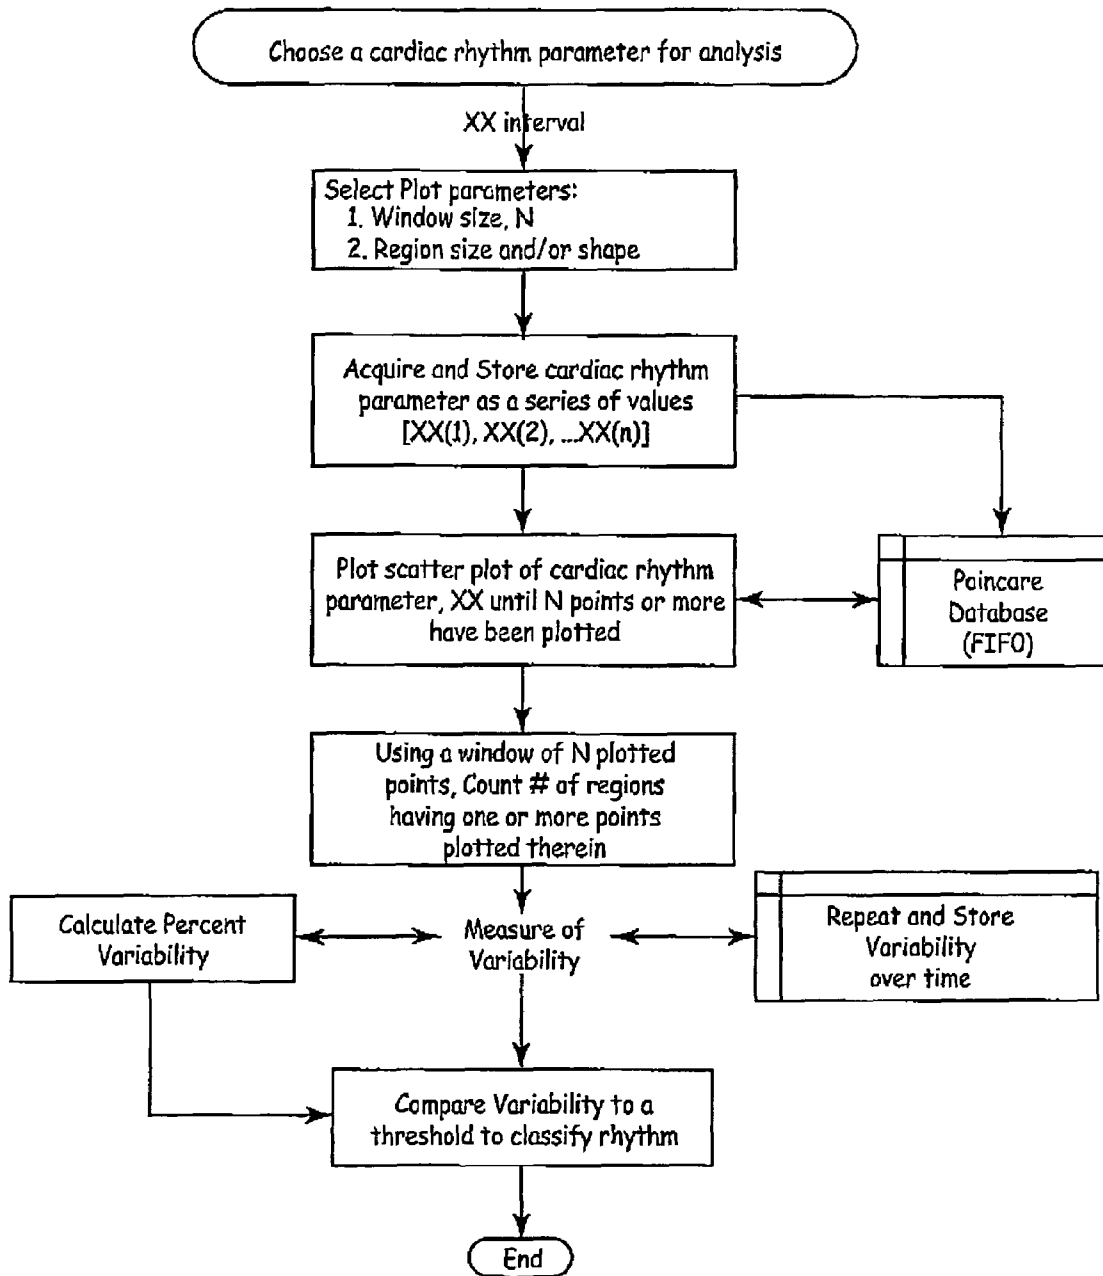 Choose a cardiac rhythm parameter for analysis
XX interval
Select Plot parameters:
1. Window size, N
2. Region size and/or shape
Acquire and Store cardiac rhythm
parameter as a series of values
[XX(1), XX(2), ...XX(n)]
Plot scatter plot of cardiac rhythm
parameter, XX until N points or more
have been plotted
Poincare
Database
(FIFO)
Using a window of N plotted
points, Count # of regions
having one or more points
plotted therein
Calculate Percent
Variability
Measure of
Variability
Repeat and Store
Variability
over time
Compare Variability to a
threshold to classify rhythm
End